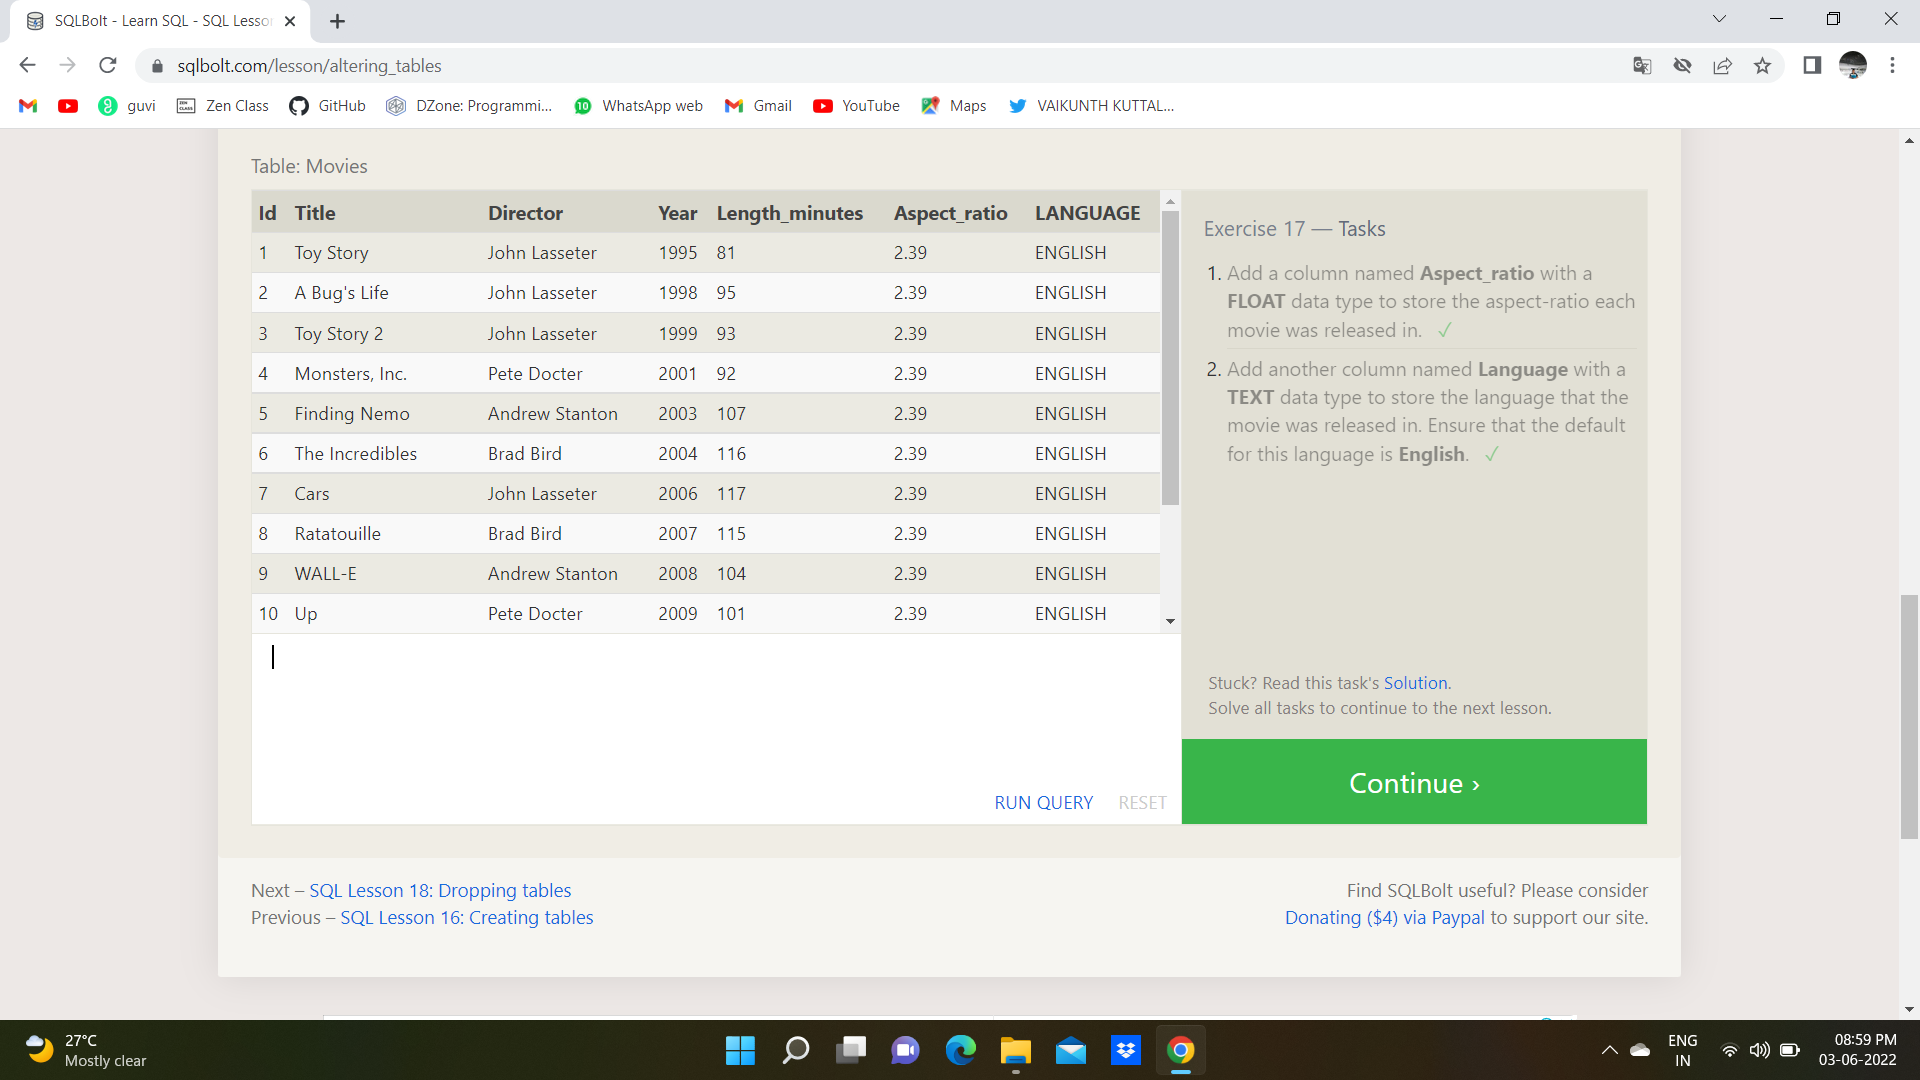 SQLBolt - Learn SQL - SQL Lesson
sqlbolt.com/lesson/altering_tables
guvi
Zen Class
GitHub
DZone: Programmi...
10
WhatsApp web
Gmail
YouTube
Maps
VAIKUNTH KUTTAL...
Table: Movies
Id Title Director Year Length_minutes Aspect_ratio LANGUAGE
1 Toy Story John Lasseter 1995 81 2.39 ENGLISH
2 A Bug's Life John Lasseter 1998 95 2.39 ENGLISH
3 Toy Story 2 John Lasseter 1999 93 2.39 ENGLISH
4 Monsters, Inc. Pete Docter 2001 92 2.39 ENGLISH
5 Finding Nemo Andrew Stanton 2003 107 2.39 ENGLISH
6 The Incredibles Brad Bird 2004 116 2.39 ENGLISH
7 Cars John Lasseter 2006 117 2.39 ENGLISH
8 Ratatouille Brad Bird 2007 115 2.39 ENGLISH
9 WALL-E Andrew Stanton 2008 104 2.39 ENGLISH
10 Up Pete Docter 2009 101 2.39 ENGLISH
RUN QUERY RESET
Exercise 17 — Tasks
1. Add a column named Aspect_ratio with a
FLOAT data type to store the aspect-ratio each
movie was released in. ✓
2. Add another column named Language with a
TEXT data type to store the language that the
movie was released in. Ensure that the default
for this language is English. ✓
Stuck? Read this task's Solution.
Solve all tasks to continue to the next lesson.
Continue ›
Next – SQL Lesson 18: Dropping tables
Previous – SQL Lesson 16: Creating tables
Find SQLBolt useful? Please consider
Donating ($4) via Paypal to support our site.
27°C
Mostly clear
ENG
IN
08:59 PM
03-06-2022